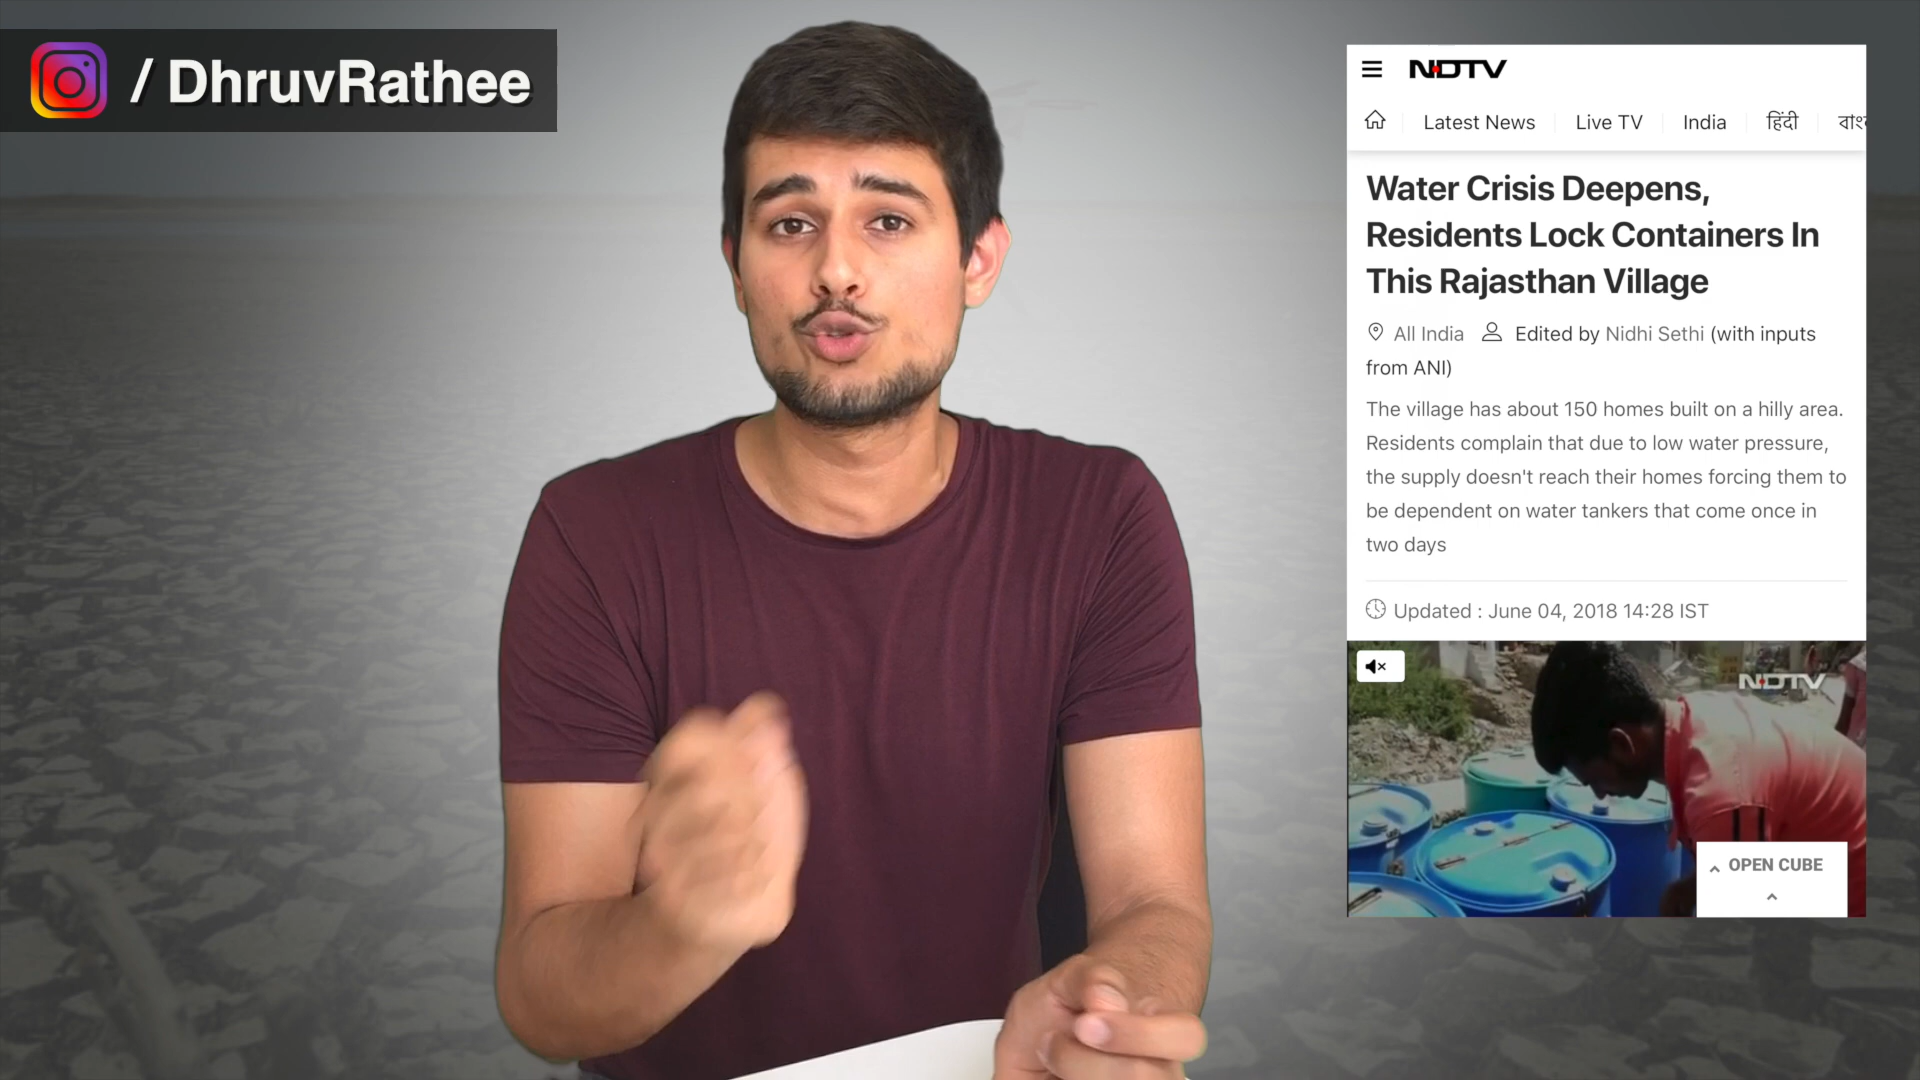 / DhruvRathee
NDTV
Latest News Live TV India हिंदी
Water Crisis Deepens,
Residents Lock Containers In
This Rajasthan Village
All India Edited by Nidhi Sethi (with inputs
from ANI)
The village has about 150 homes built on a hilly area.
Residents complain that due to low water pressure,
the supply doesn't reach their homes forcing them to
be dependent on water tankers that come once in
two days
Updated : June 04, 2018 14:28 IST
NDTV
OPEN CUBE